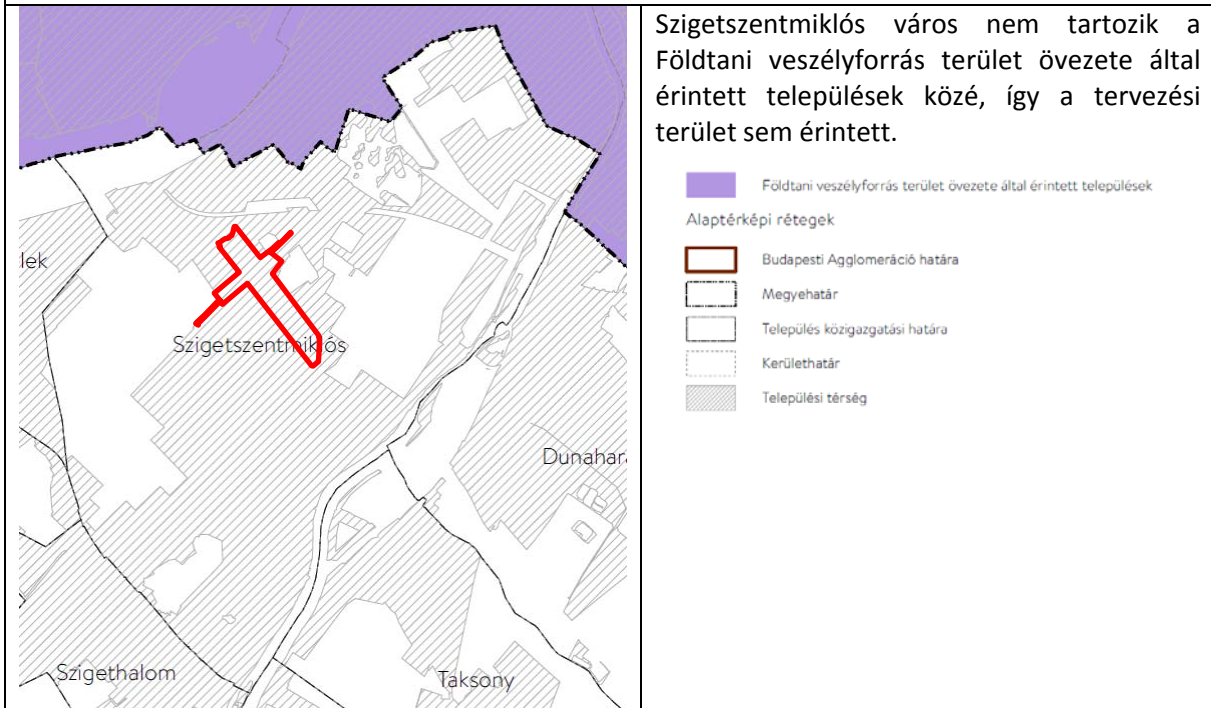 Szigetszentmiklós város nem tartozik a
Földtani veszélyforrás terület övezete által
érintett települések közé, így a tervezési
terület sem érintett.
Földtani veszélyforrás terület övezete által érintett települések
Alaptérképi rétegek
Budapesti Agglomeráció határa
Megyehatár
Település közigazgatási határa
Kerülethatár
Települési térség
lek
Szigetszentmiklós
Dunahar
Szigethalom
Taksony